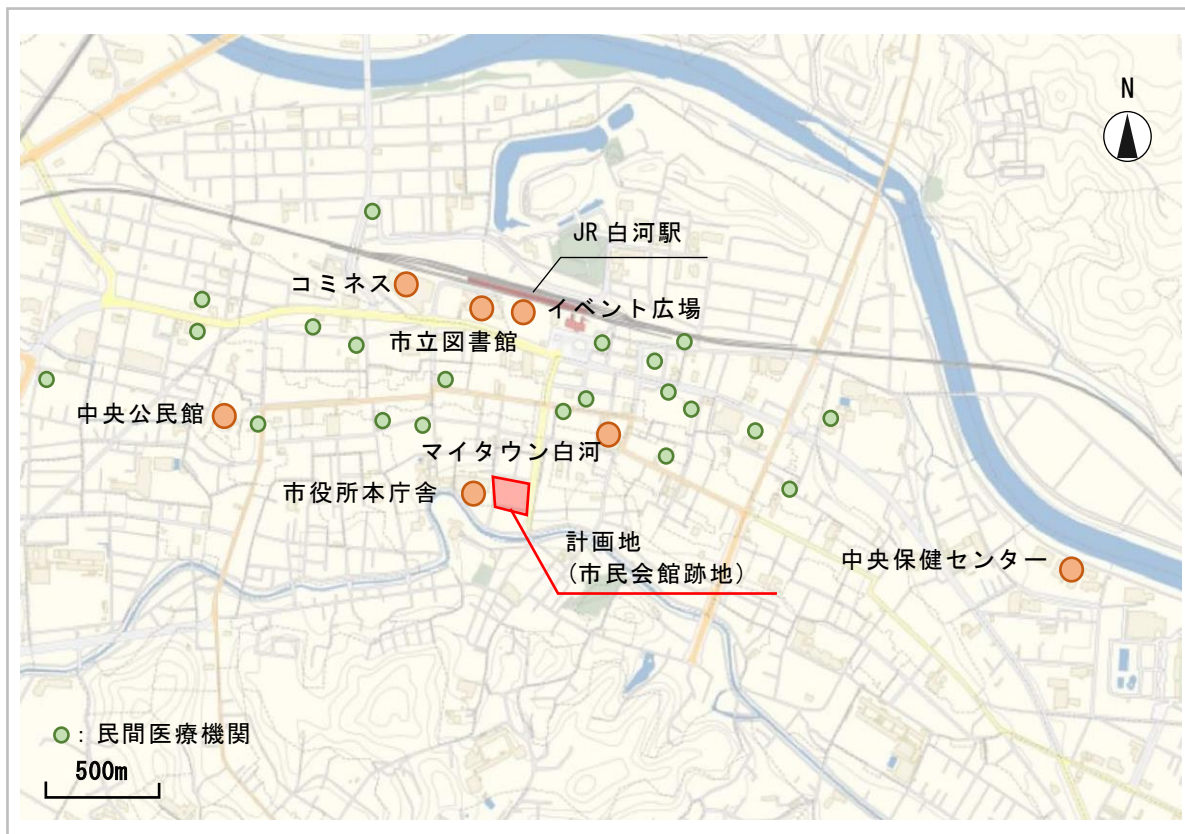 N
JR白河駅
コミネス
イベント広場
市立図書館
中央公民館
マイタウン白河
市役所本庁舎
計画地
(市民会館跡地)
中央保健センター
：民間医療機関
500m